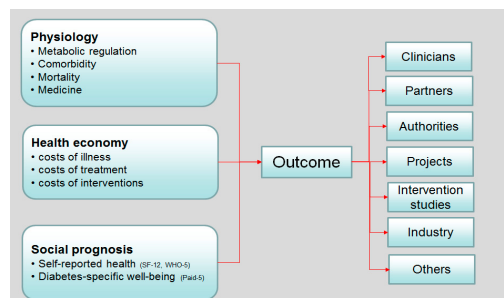 Physiology
• Metabolic regulation
• Comorbidity
• Mortality
• Medicine
Health economy
• costs of illness
• costs of treatment
• costs of interventions
Social prognosis
• Self-reported health (SF-12, WHO-5)
• Diabetes-specific well-being (Paid-5)
Outcome
Clinicians
Partners
Authorities
Projects
Intervention
studies
Industry
Others